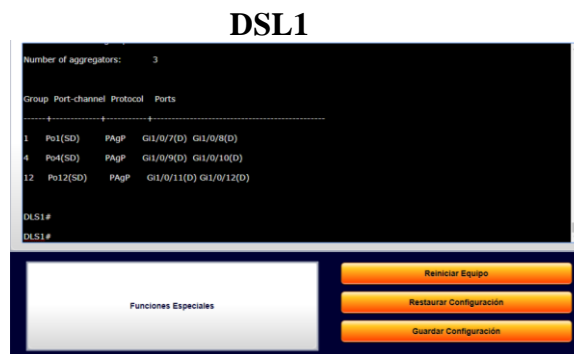 DSL1
Number of aggregators: 3
Group Port-channel Protocol Ports
------+-------------+-----------+-----------------------------------------------
1 Po1(SD) PAgP Gi1/0/7(D) Gi1/0/8(D)
4 Po4(SD) PAgP Gi1/0/9(D) Gi1/0/10(D)
12 Po12(SD) PAgP Gi1/0/11(D) Gi1/0/12(D)
DLS1#
DLS1#
Funciones Especiales
Reiniciar Equipo
Restaurar Configuración
Guardar Configuración